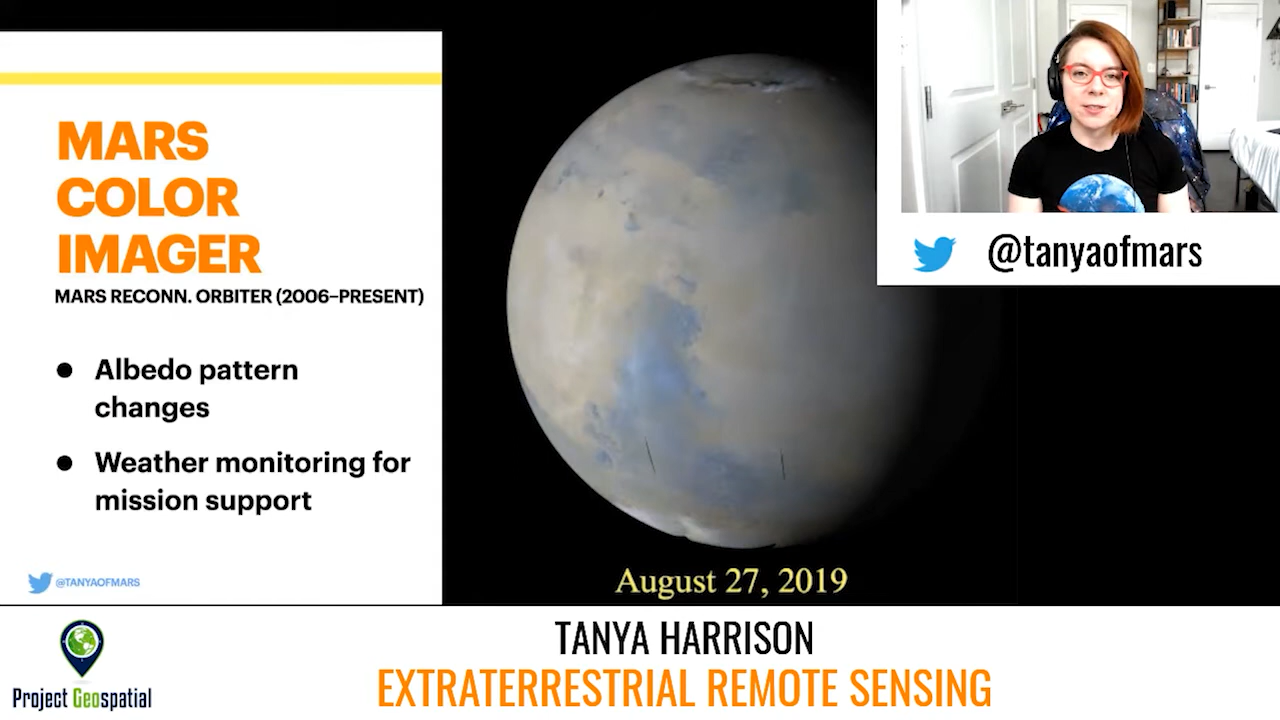 MARS
COLOR
IMAGER
MARS RECONN. ORBITER (2006–PRESENT)
● Albedo pattern
changes
● Weather monitoring for
mission support
@TANYAOFMARS
August 27, 2019
@tanyaofmars
TANYA HARRISON
EXTRATERRESTRIAL REMOTE SENSING
Project Geospatial